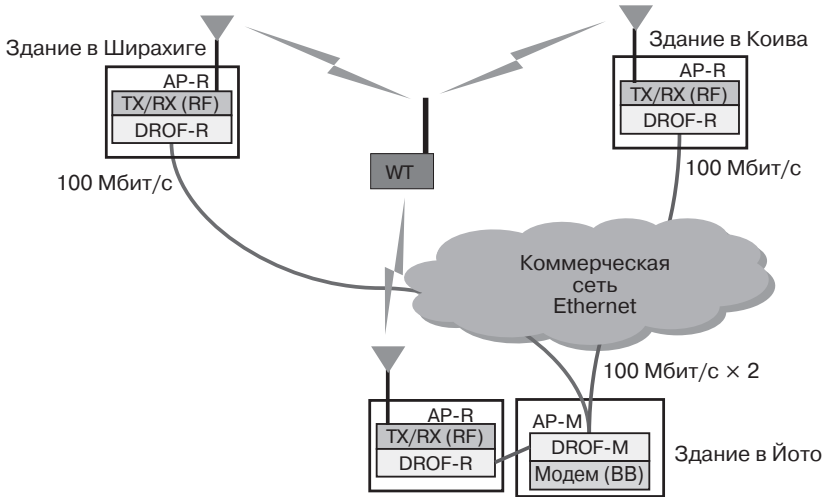 Здание в Ширахиге
AP-R
TX/RX (RF)
DROF-R
100 Мбит/с
WT
Здание в Коива
AP-R
TX/RX (RF)
DROF-R
100 Мбит/с
Коммерческая
сеть
Ethernet
100 Мбит/с × 2
AP-R
TX/RX (RF)
DROF-R
AP-M
DROF-M
Модем (BB)
Здание в Йото